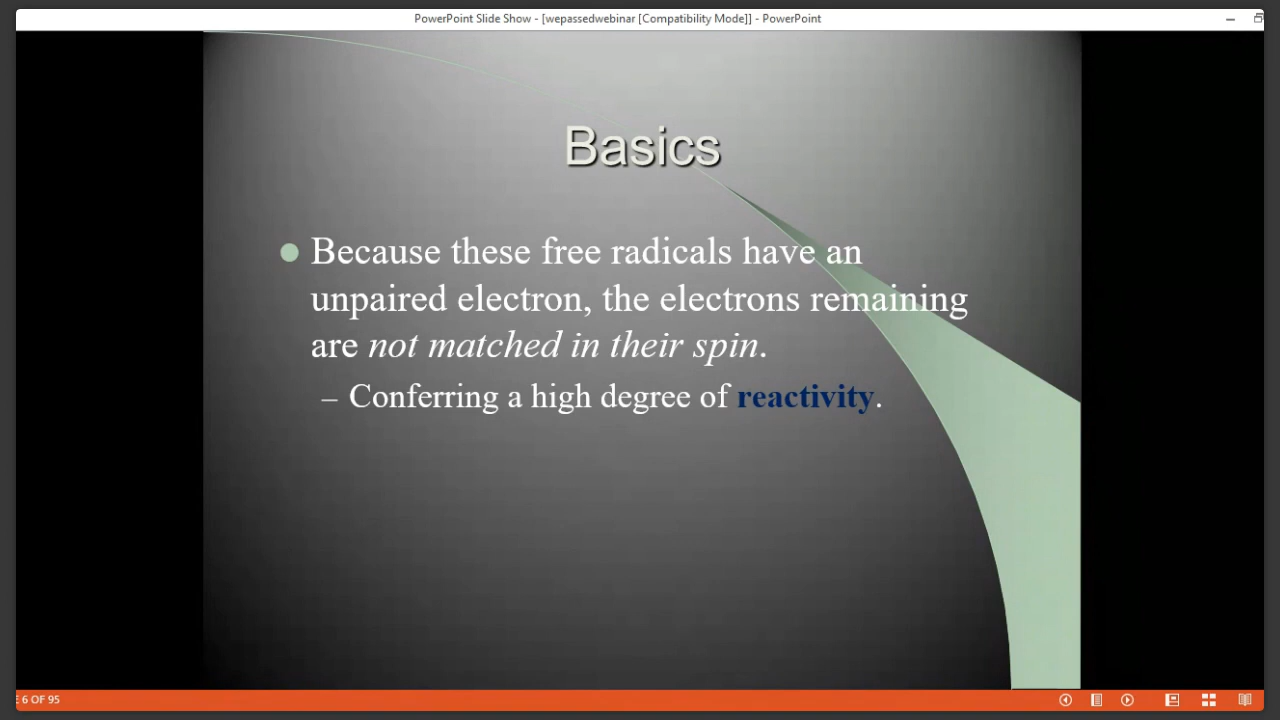 PowerPoint Slide Show - [wepassedwebinar [Compatibility Mode]] - PowerPoint
Basics
Because these free radicals have an
unpaired electron, the electrons remaining
are not matched in their spin.
– Conferring a high degree of reactivity.
E 6 OF 95